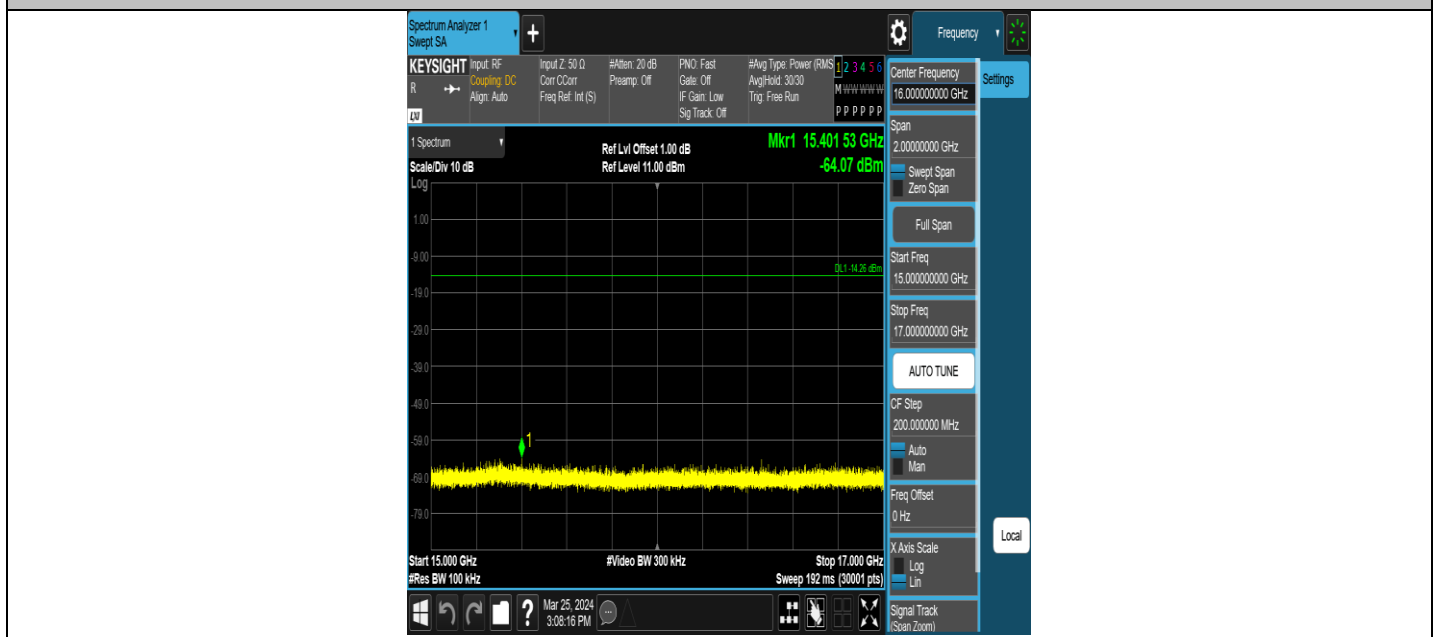 Spectrum Analyzer 1
Swept SA
Frequency
KEYSIGHT
R
LXI
Input: RF
Coupling: DC
Align: Auto
Input Z: 50 Ω
Corr CCorr
Freq Ref: Int (S)
#Atten: 20 dB
Preamp: Off
PNO: Fast
Gate: Off
IF Gain: Low
Sig Track: Off
#Avg Type: Power (RMS
Avg|Hold: 30/30
Trig: Free Run
1 2 3 4 5 6
M W W W W W
P P P P P P
1 Spectrum
Scale/Div 10 dB
Log
Ref Lvl Offset 1.00 dB
Ref Level 11.00 dBm
Mkr1 15.401 53 GHz
-64.07 dBm
1.00
-9.00
DL1 -14.26 dBm
-19.0
-29.0
-39.0
-49.0
-59.0
1
-69.0
-79.0
Start 15.000 GHz
#Res BW 100 kHz
#Video BW 300 kHz
Stop 17.000 GHz
Sweep 192 ms (30001 pts)
Mar 25, 2024
3:08:16 PM
?
Center Frequency
16.000000000 GHz
Settings
Span
2.00000000 GHz
Swept Span
Zero Span
Full Span
Start Freq
15.000000000 GHz
Stop Freq
17.000000000 GHz
AUTO TUNE
CF Step
200.000000 MHz
Auto
Man
Freq Offset
0 Hz
X Axis Scale
Log
Lin
Local
Signal Track
(Span Zoom)